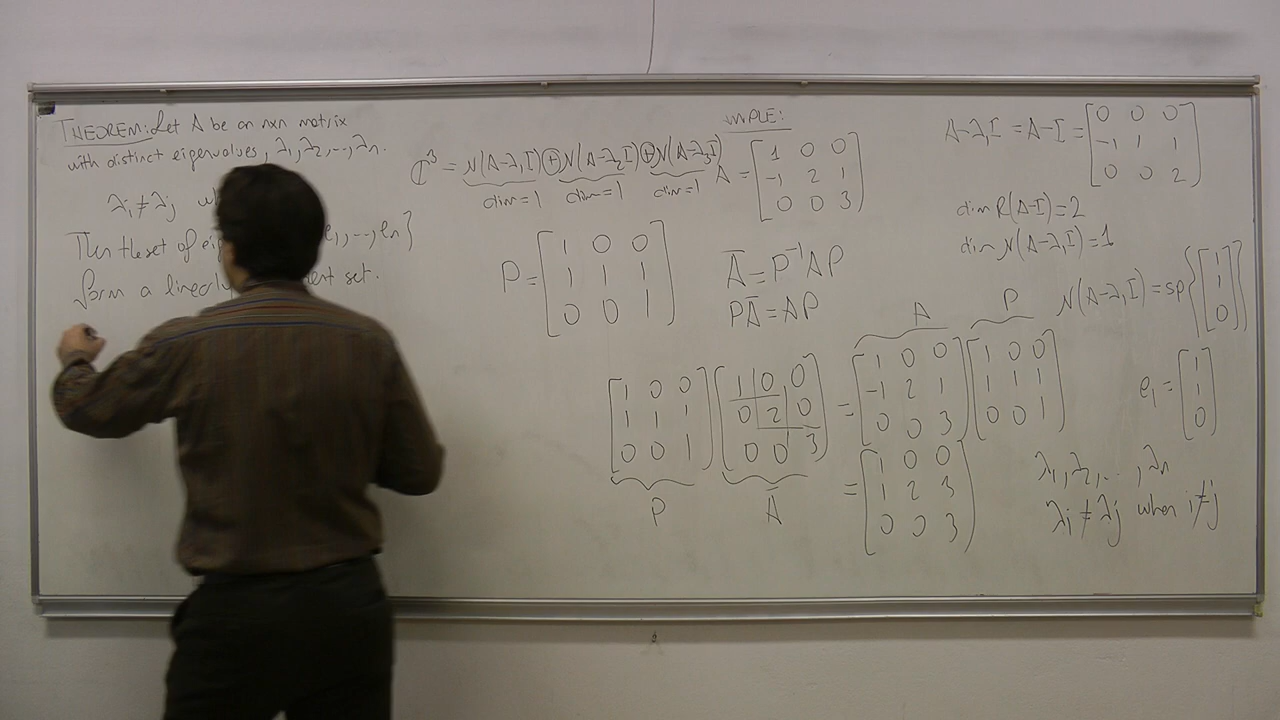 THEOREM: Let A be an nxn matrix
with distinct eigenvalues, λ₁, λ₂, ..., λn.
λi ≠ λj
Then the set of
, ..., en}
form a linearly
set.
ℂ³ = N(A-λ₁I) ⊕ N(A-λ₂I) ⊕ N(A-λ₃I)
dim=1 dim=1 dim=1
P = [1 0 0
1 1 1
0 0 1]
MPLE:
A = [1 0 0
-1 2 1
0 0 3]
Ā = P⁻¹AP
PĀ = AP
A P
[1 0 0 [1 0 0 = [1 0 0 [1 0 0
1 1 1 0 2 0 -1 2 1 1 1 1
0 0 1] 0 0 3] 0 0 3] 0 0 1]
P Ā
= [1 0 0
1 2 3
0 0 3]
A-λ₁I = A-I = [0 0 0
-1 1 1
0 0 2]
dim R(A-I)=2
dim N(A-λ₁I)=1
N(A-λ₁I) = sp{[1
1
0]}
e₁ = [1
1
0]
λ₁, λ₂, ..., λn
λi ≠ λj when i≠j